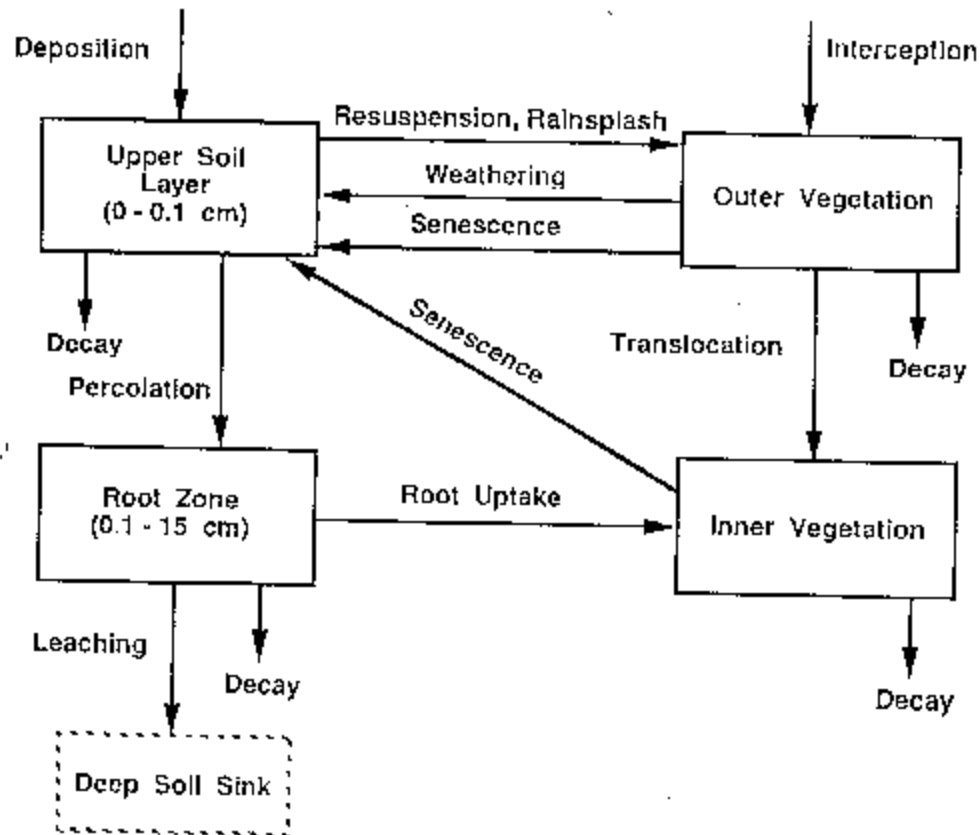 Deposition
Interception
Resuspension, Rainsplash
Upper Soil
Layer
(0 - 0.1 cm)
Weathering
Outer Vegetation
Senescence
Senescence
Decay
Translocation
Decay
Percolation
Root Zone
(0.1 - 15 cm)
Root Uptake
Inner Vegetation
Leaching
Decay
Decay
Deep Soil Sink